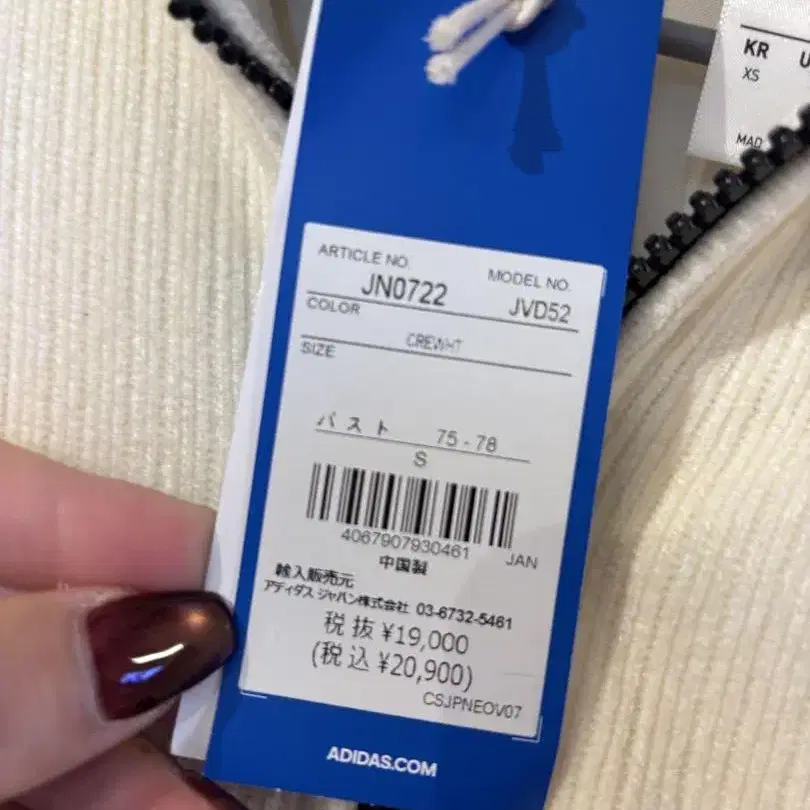 KR U
XS
MAD
ARTICLE NO. MODEL NO.
JN0722 JVD52
COLOR
CREWHT
SIZE
バスト 75-78
S
4067907930461 JAN
中国製
輸入販売元
アディダス ジャパン株式会社 03-6732-5461
税抜 ¥19,000
(税込 ¥20,900)
CSJPNEOV07
ADIDAS.COM